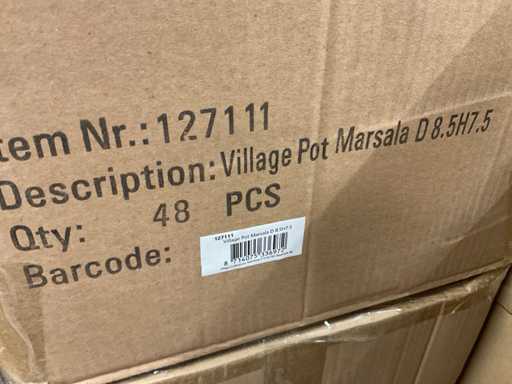 tem Nr.: 127111
Description: Village Pot Marsala D 8.5H7.5
Qty: 48 PCS
Barcode:
127111
Village Pot Marsala D 8.5H7.5